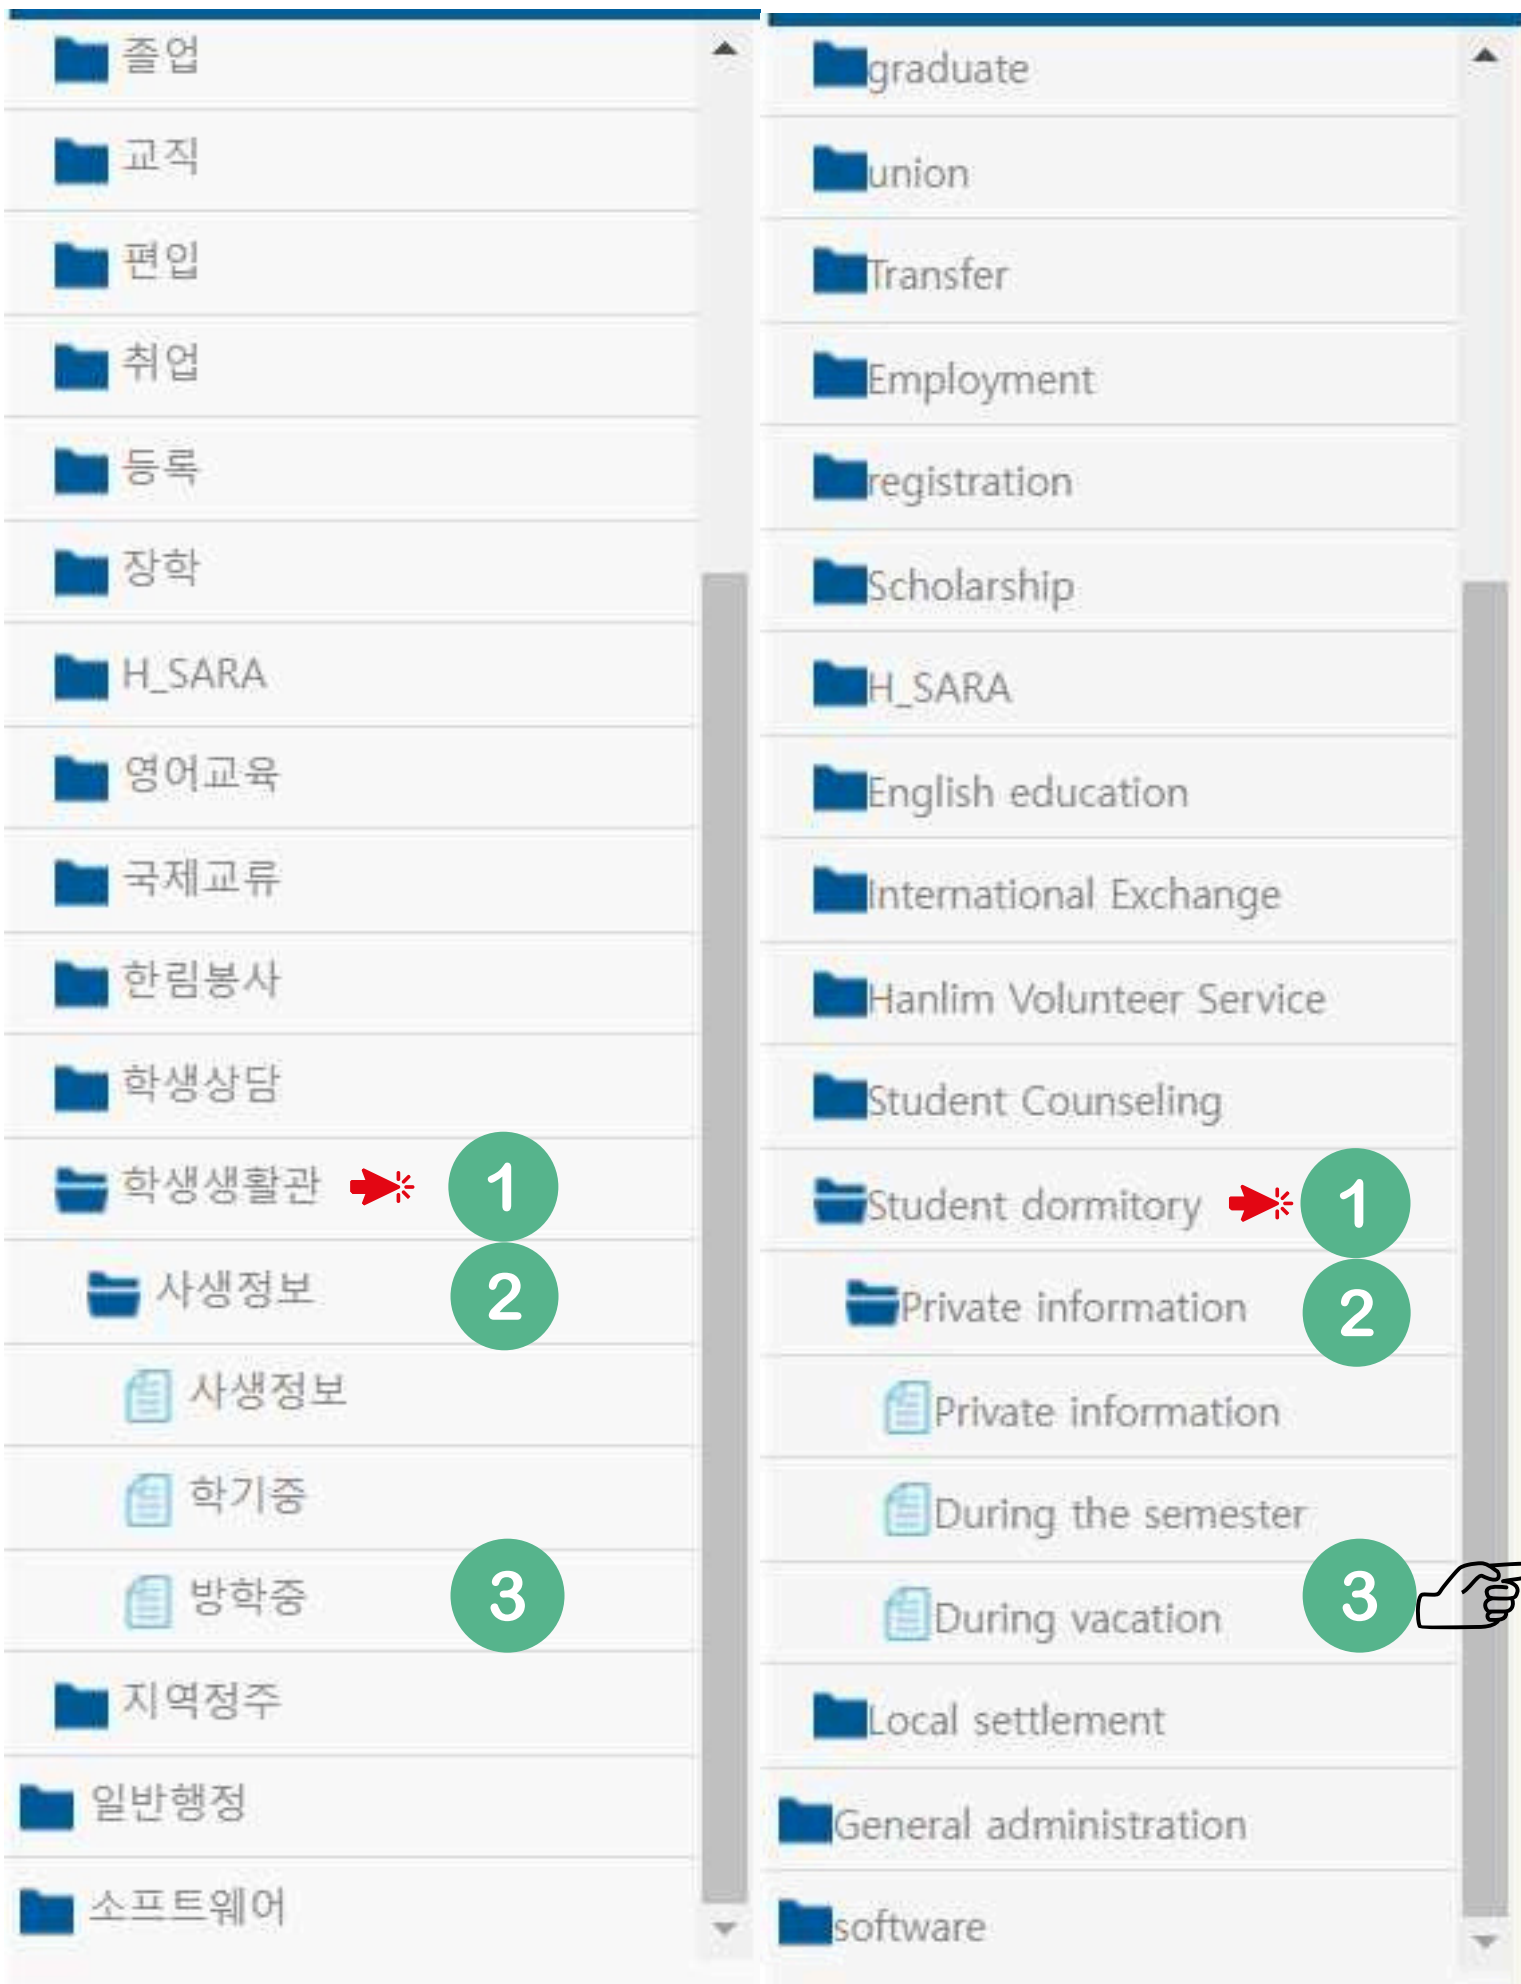 졸업
교직
편입
취업
등록
장학
H_SARA
영어교육
국제교류
한림봉사
학생상담
학생생활관 1
사생정보 2
사생정보
학기중
방학중 3
지역정주
일반행정
소프트웨어
graduate
union
Transfer
Employment
registration
Scholarship
H_SARA
English education
International Exchange
Hanlim Volunteer Service
Student Counseling
Student dormitory 1
Private information 2
Private information
During the semester
During vacation 3
Local settlement
General administration
software